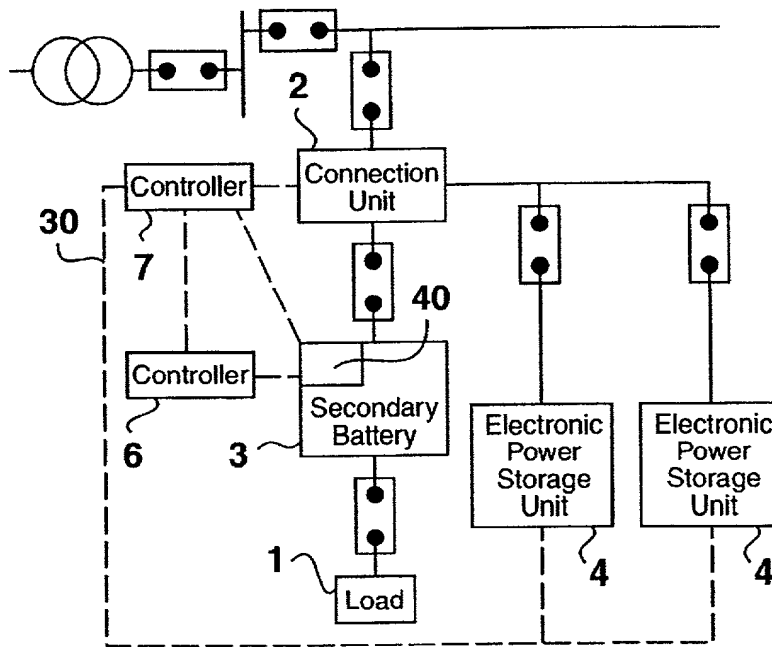 2
Controller
Connection
Unit
30
7
40
Controller
Secondary
Battery
6
3
Electronic
Power
Storage
Unit
Electronic
Power
Storage
Unit
1
Load
4
4